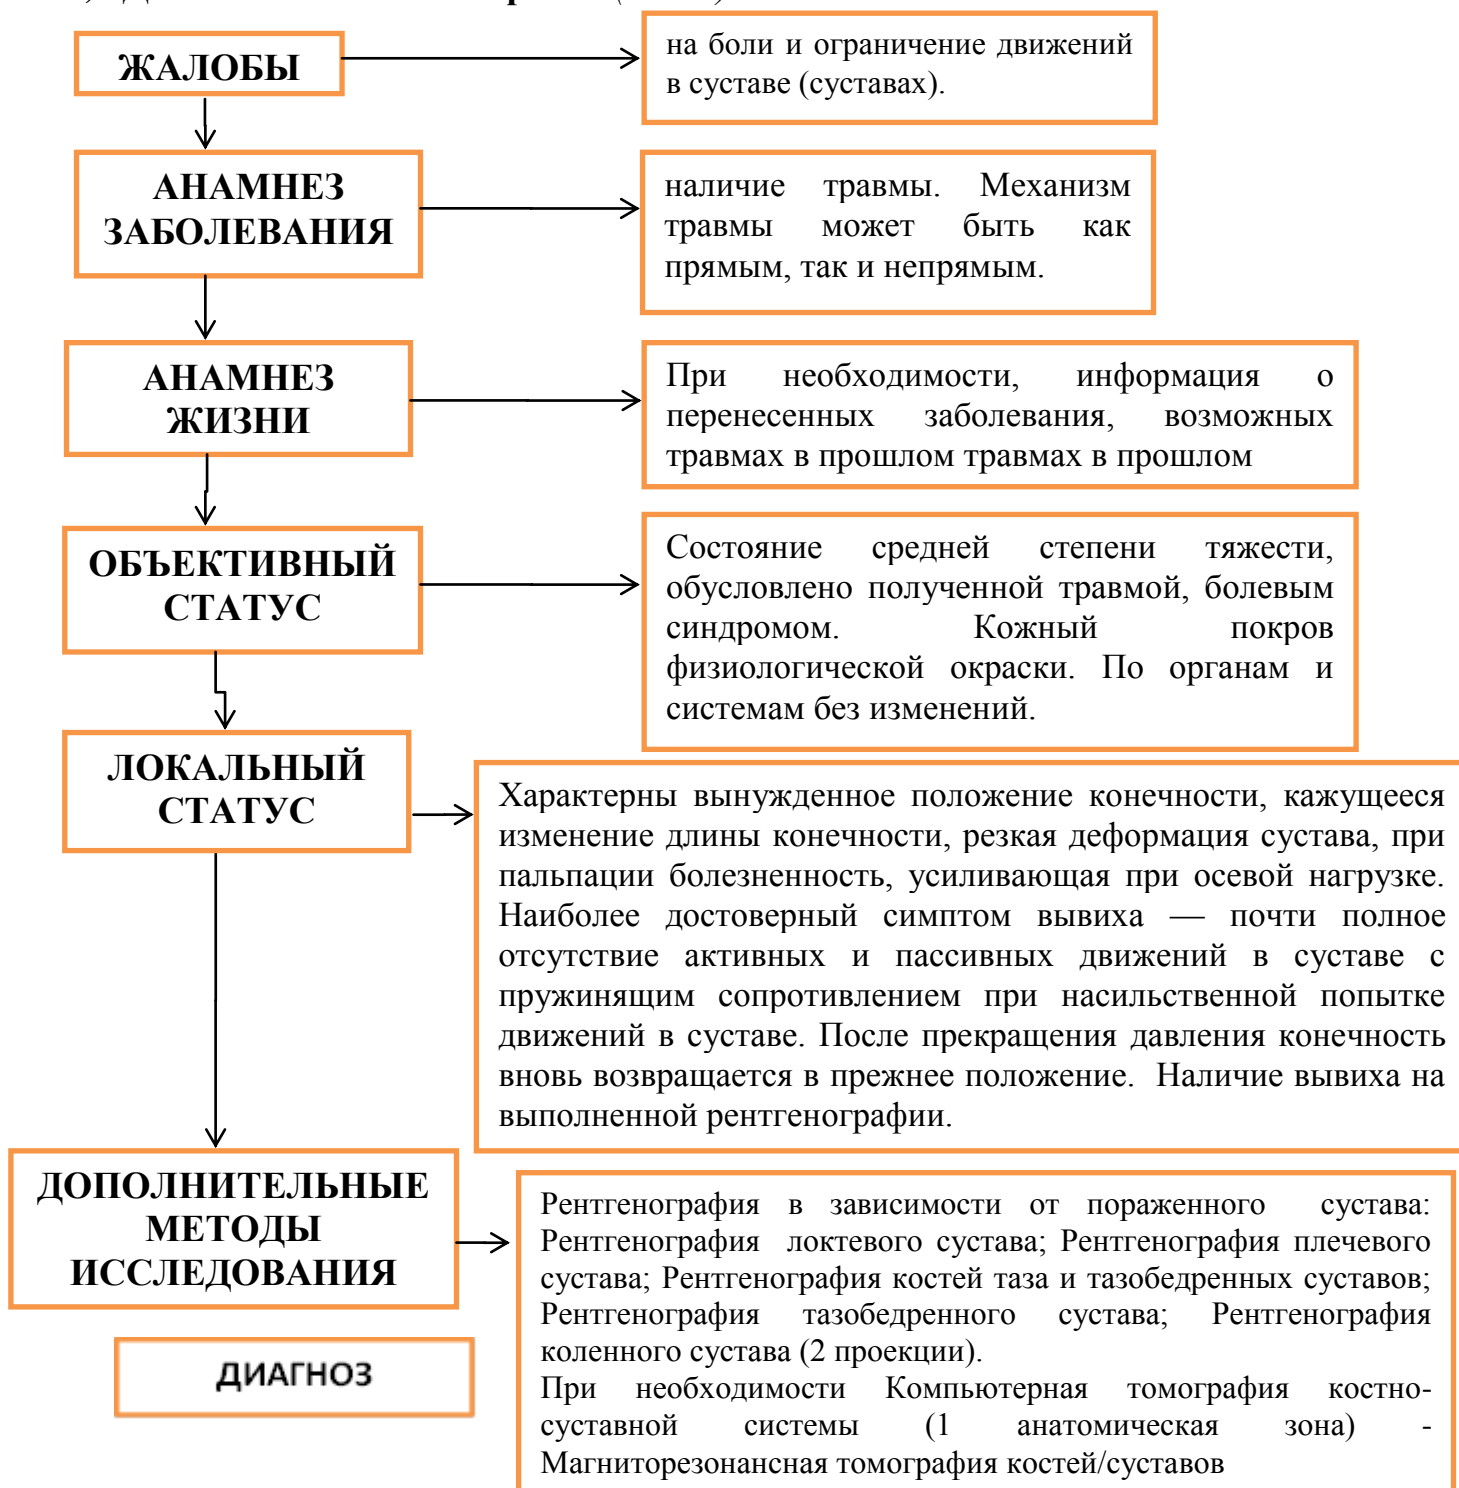 ЖАЛОБЫ
на боли и ограничение движений
в суставе (суставах).
АНАМНЕЗ
ЗАБОЛЕВАНИЯ
наличие травмы. Механизм
травмы может быть как
прямым, так и непрямым.
АНАМНЕЗ
ЖИЗНИ
При необходимости, информация о
перенесенных заболевания, возможных
травмах в прошлом травмах в прошлом
ОБЪЕКТИВНЫЙ
СТАТУС
Состояние средней степени тяжести,
обусловлено полученной травмой, болевым
синдромом. Кожный покров
физиологической окраски. По органам и
системам без изменений.
ЛОКАЛЬНЫЙ
СТАТУС
Характерны вынужденное положение конечности, кажущееся
изменение длины конечности, резкая деформация сустава, при
пальпации болезненность, усиливающая при осевой нагрузке.
Наиболее достоверный симптом вывиха — почти полное
отсутствие активных и пассивных движений в суставе с
пружинящим сопротивлением при насильственной попытке
движений в суставе. После прекращения давления конечность
вновь возвращается в прежнее положение. Наличие вывиха на
выполненной рентгенографии.
ДОПОЛНИТЕЛЬНЫЕ
МЕТОДЫ
ИССЛЕДОВАНИЯ
Рентгенография в зависимости от пораженного сустава:
Рентгенография локтевого сустава; Рентгенография плечевого
сустава; Рентгенография костей таза и тазобедренных суставов;
Рентгенография тазобедренного сустава; Рентгенография
коленного сустава (2 проекции).
При необходимости Компьютерная томография костно-
суставной системы (1 анатомическая зона) -
Магниторезонансная томография костей/суставов
ДИАГНОЗ